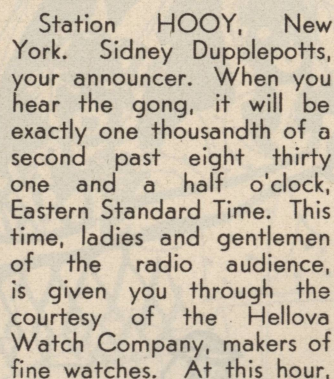 Station HOOY, New
York. Sidney Dupplepotts,
your announcer. When you
hear the gong, it will be
exactly one thousandth of a
second past eight thirty
one and a half o'clock,
Eastern Standard Time. This
time, ladies and gentlemen
of the radio audience,
is given you through the
courtesy of the Hellova
Watch Company, makers of
fine watches. At this hour,